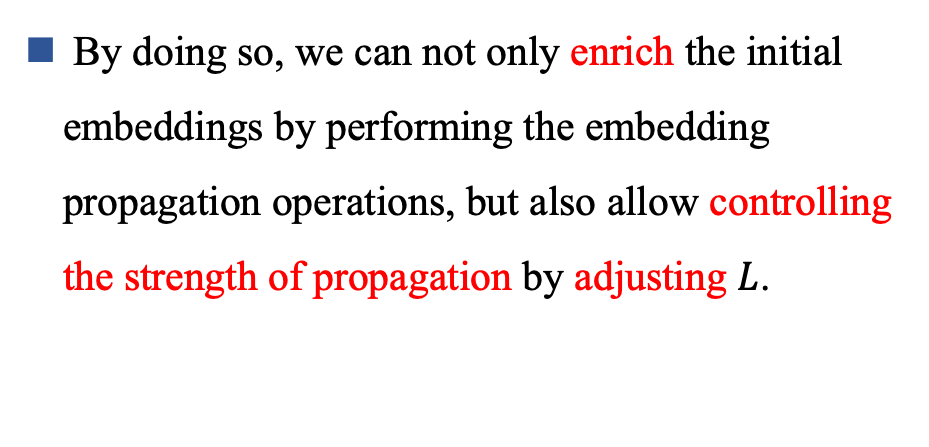 By doing so, we can not only enrich the initial
embeddings by performing the embedding
propagation operations, but also allow controlling
the strength of propagation by adjusting L.